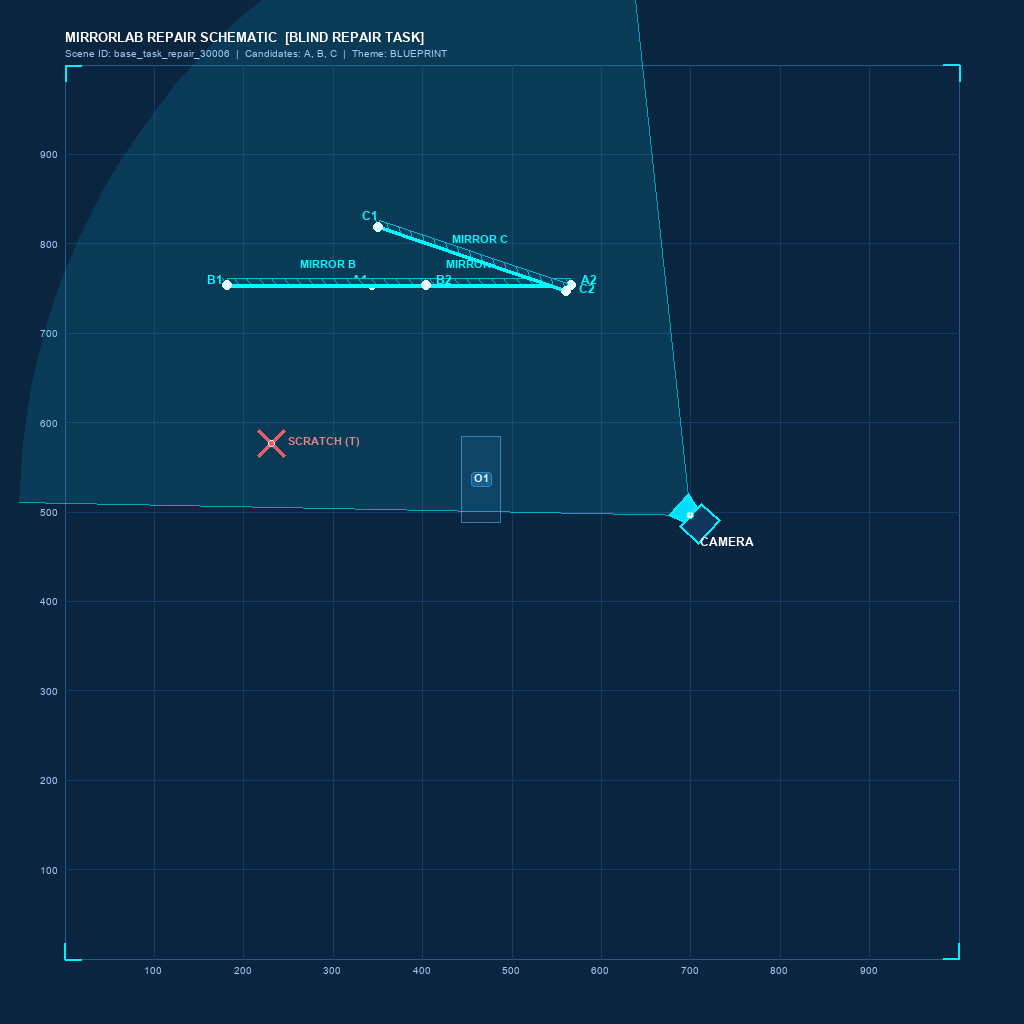 MIRRORLAB REPAIR SCHEMATIC [BLIND REPAIR TASK]
Scene ID: base_task_repair_30006 | Candidates: A, B, C | Theme: BLUEPRINT
900
800
700
600
500
400
300
200
100
C1
MIRROR C
MIRROR B
B1
B2
A2
C2
SCRATCH (T)
O1
CAMERA
100
200
300
400
500
600
700
800
900